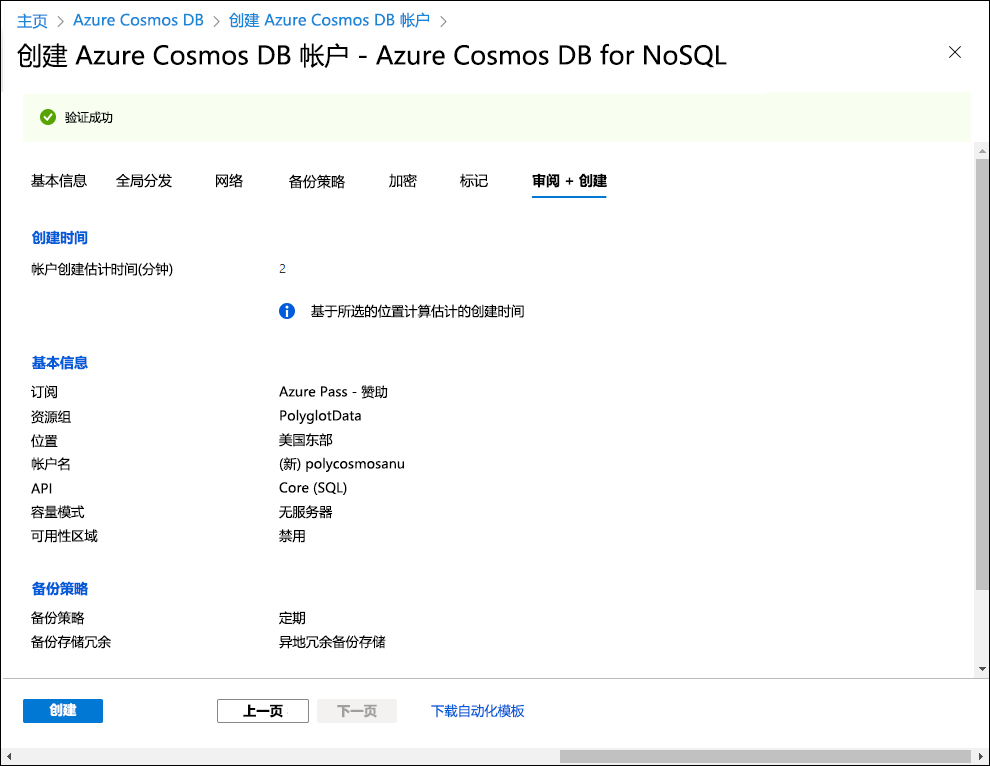 主页 > Azure Cosmos DB > 创建 Azure Cosmos DB 帐户 >
创建 Azure Cosmos DB 帐户 - Azure Cosmos DB for NoSQL
验证成功
基本信息 全局分发 网络 备份策略 加密 标记 审阅 + 创建
创建时间
帐户创建估计时间(分钟) 2
基于所选的位置计算估计的创建时间
基本信息
订阅 Azure Pass - 赞助
资源组 PolyglotData
位置 美国东部
帐户名 (新) polycosmosanu
API Core (SQL)
容量模式 无服务器
可用性区域 禁用
备份策略
备份策略 定期
备份存储冗余 异地冗余备份存储
创建 上一页 下一页 下载自动化模板